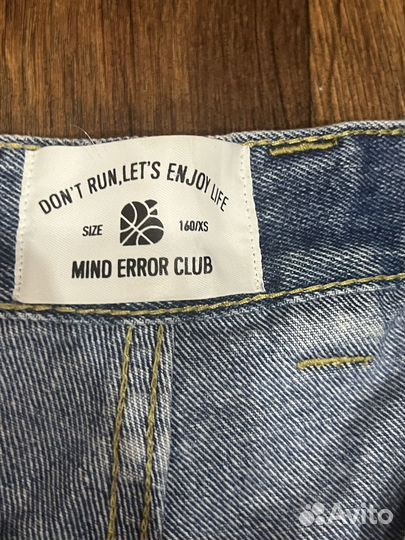 DON'T RUN,LET'S ENJOY LIFE
SIZE 160/XS
MIND ERROR CLUB
Avito